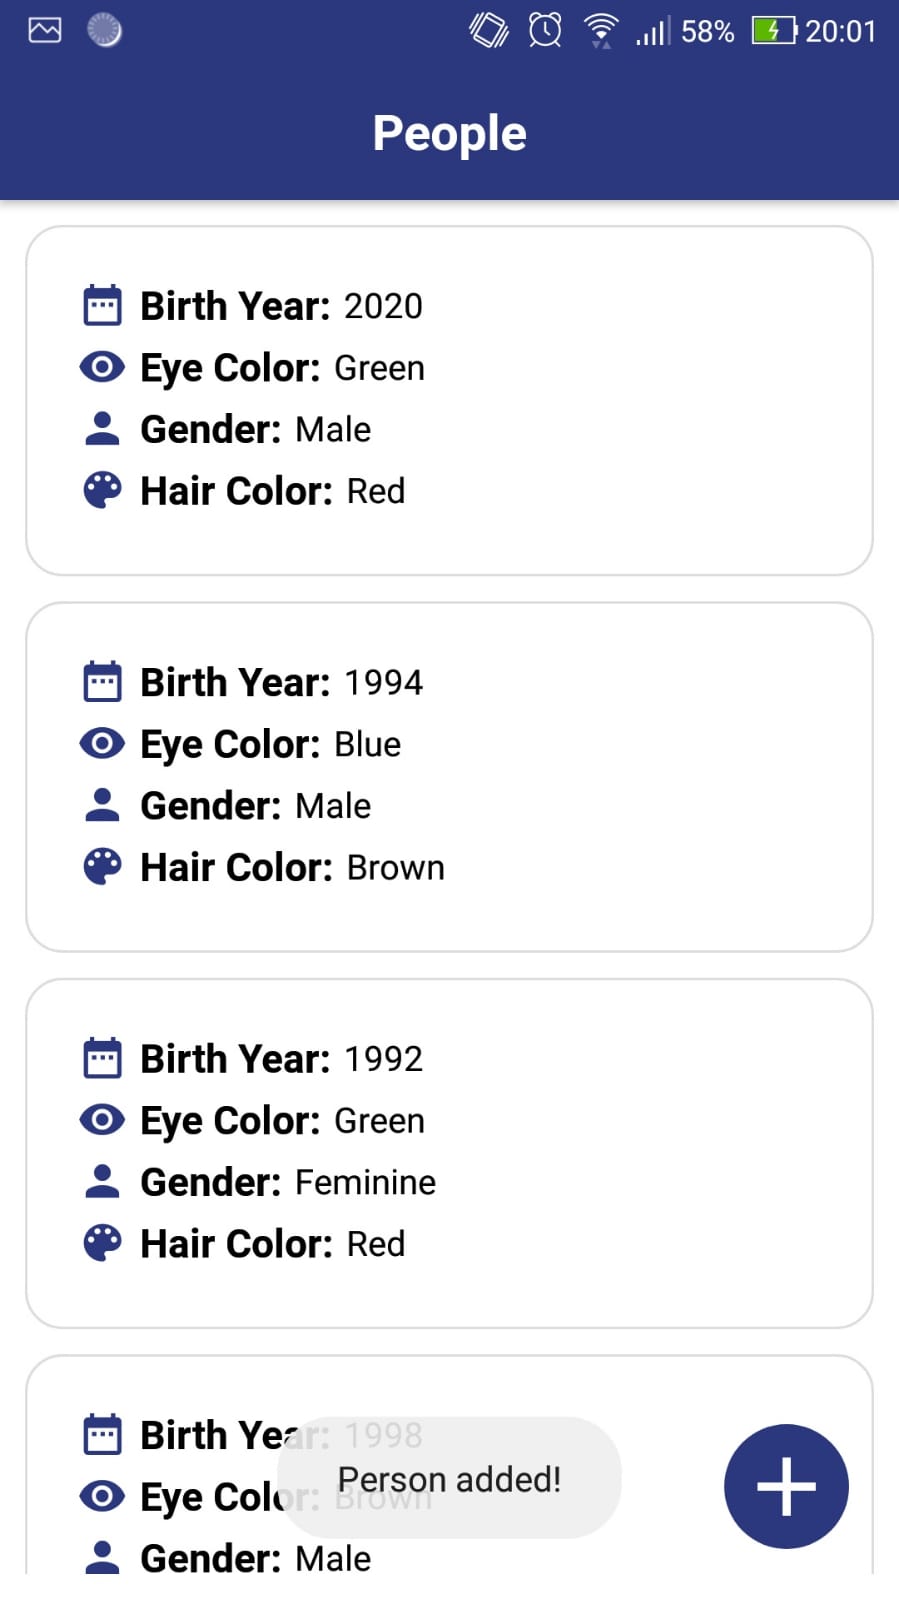 58% 20:01
People
Birth Year: 2020
Eye Color: Green
Gender: Male
Hair Color: Red
Birth Year: 1994
Eye Color: Blue
Gender: Male
Hair Color: Brown
Birth Year: 1992
Eye Color: Green
Gender: Feminine
Hair Color: Red
Birth Year: 1998
Person added!
Eye Color: Brown
Gender: Male